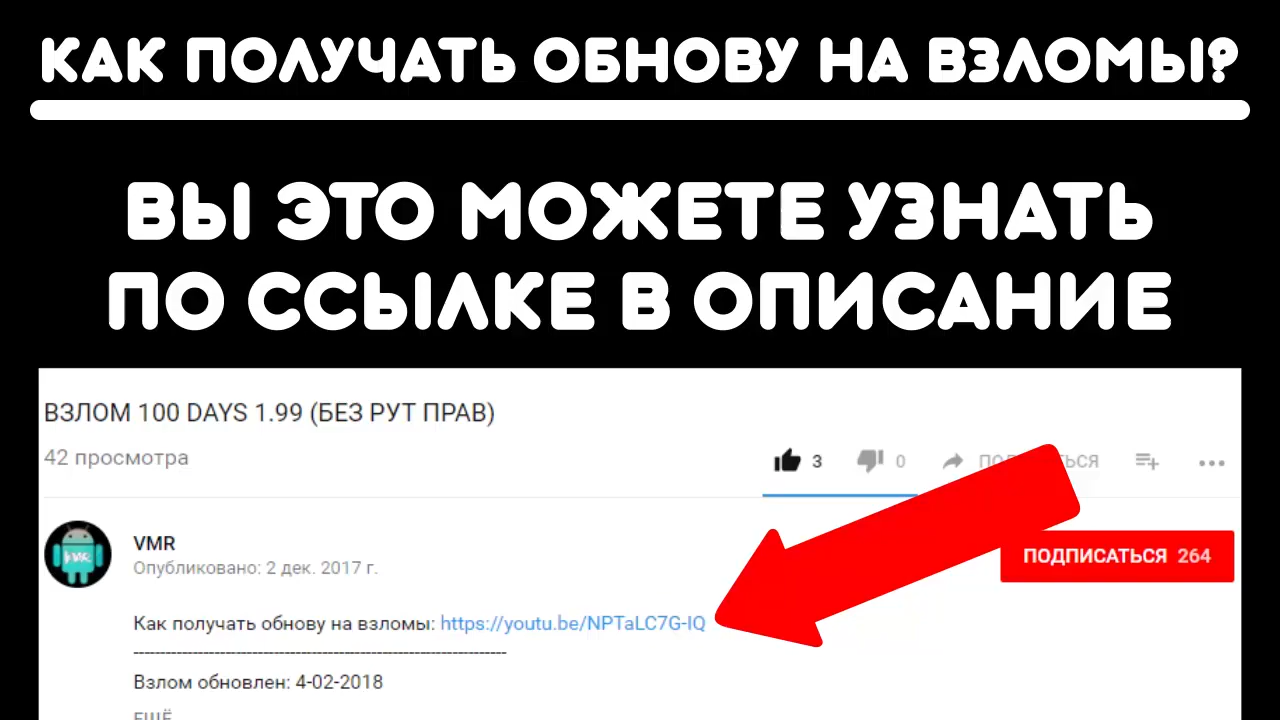 КАК ПОЛУЧАТЬ ОБНОВУ НА ВЗЛОМЫ?
ВЫ ЭТО МОЖЕТЕ УЗНАТЬ
ПО ССЫЛКЕ В ОПИСАНИЕ
ВЗЛОМ 100 DAYS 1.99 (БЕЗ РУТ ПРАВ)
42 просмотра
3 0
VMR
Опубликовано: 2 дек. 2017 г.
ПОДПИСАТЬСЯ 264
Как получать обнову на взломы: https://youtu.be/NPTaLC7G-IQ
Взлом обновлен: 4-02-2018
ЕЩЁ